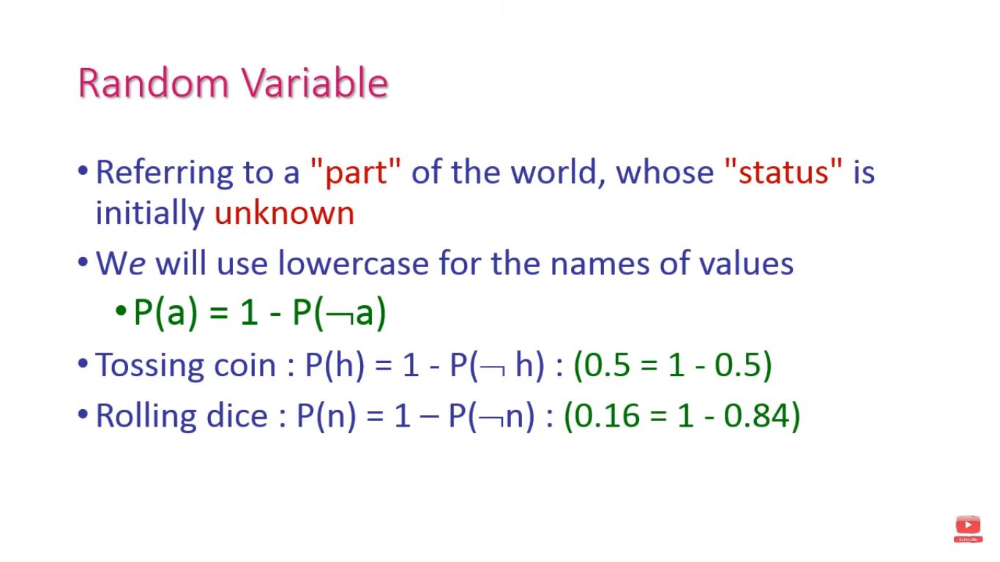 Random Variable
• Referring to a "part" of the world, whose "status" is
initially unknown
• We will use lowercase for the names of values
• P(a) = 1 - P(¬a)
• Tossing coin : P(h) = 1 - P(¬ h) : (0.5 = 1 - 0.5)
• Rolling dice : P(n) = 1 – P(¬n) : (0.16 = 1 - 0.84)
Subscribe